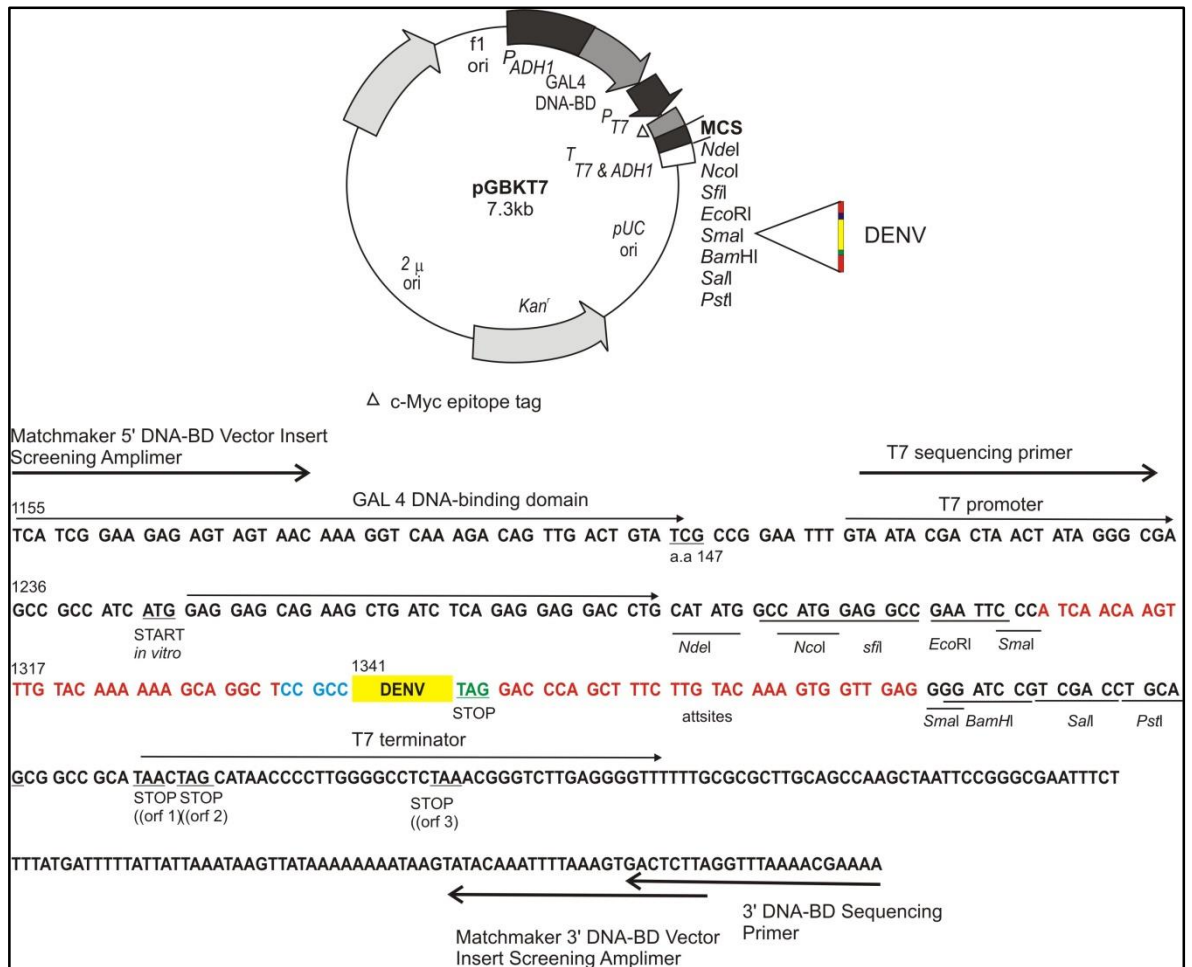 f1
ori
P ADH1
GAL4
DNA-BD
P T7
T
T7 & ADH1
MCS
NdeI
NcoI
SfiI
EcoRI
SmaI
BamHI
SalI
PstI
DENV
pGBKT7
7.3kb
pUC
ori
2 µ
ori
Kanr
Δ c-Myc epitope tag
Matchmaker 5' DNA-BD Vector Insert
Screening Amplimer
T7 sequencing primer
1155
GAL 4 DNA-binding domain
T7 promoter
TCA TCG GAA GAG AGT AGT AAC AAA GGT CAA AGA CAG TTG ACT GTA TCG CCG GAA TTT GTA ATA CGA CTA ACT ATA GGG CGA
a.a 147
1236
GCC GCC ATC ATG GAG GAG CAG AAG CTG ATC TCA GAG GAG GAC CTG CAT ATG GCC ATG GAG GCC GAA TTC CCA TCA ACA AGT
START
in vitro
NdeI NcoI sfiI EcoRI SmaI
1317
1341
TTG TAC AAA AAA GCA GGC TCC GCC DENV TAG GAC CCA GCT TTC TTG TAC AAA GTG GTT GAG GGG ATC CGT CGA CCT GCA
STOP
attsites
SmaI BamHI SalI PstI
T7 terminator
GCG GCC GCA TAACTAG CATAACCCCTTGGGGCCTCTAAACGGGTCTTGAGGGGTTTTTTGCGCGCTTGCAGCCAAGCTAATTCCGGGCGAATTTCT
STOP STOP
((orf 1)((orf 2)
STOP
((orf 3)
TTTATGATTTTTATTATTAAATAAGTTATAAAAAAAATAAGTATACAAATTTTAAAGTGACTCTTAGGTTTAAAACGAAAA
3' DNA-BD Sequencing
Primer
Matchmaker 3' DNA-BD Vector
Insert Screening Amplimer